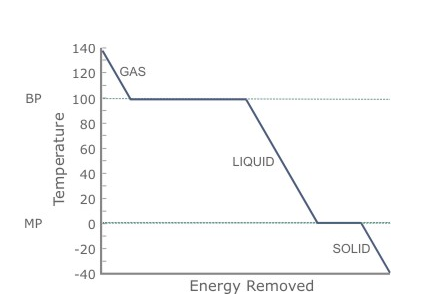 140
GAS
120
BP
100
80
60
LIQUID
40
Temperature
20
MP
0
-20
SOLID
-40
Energy Removed